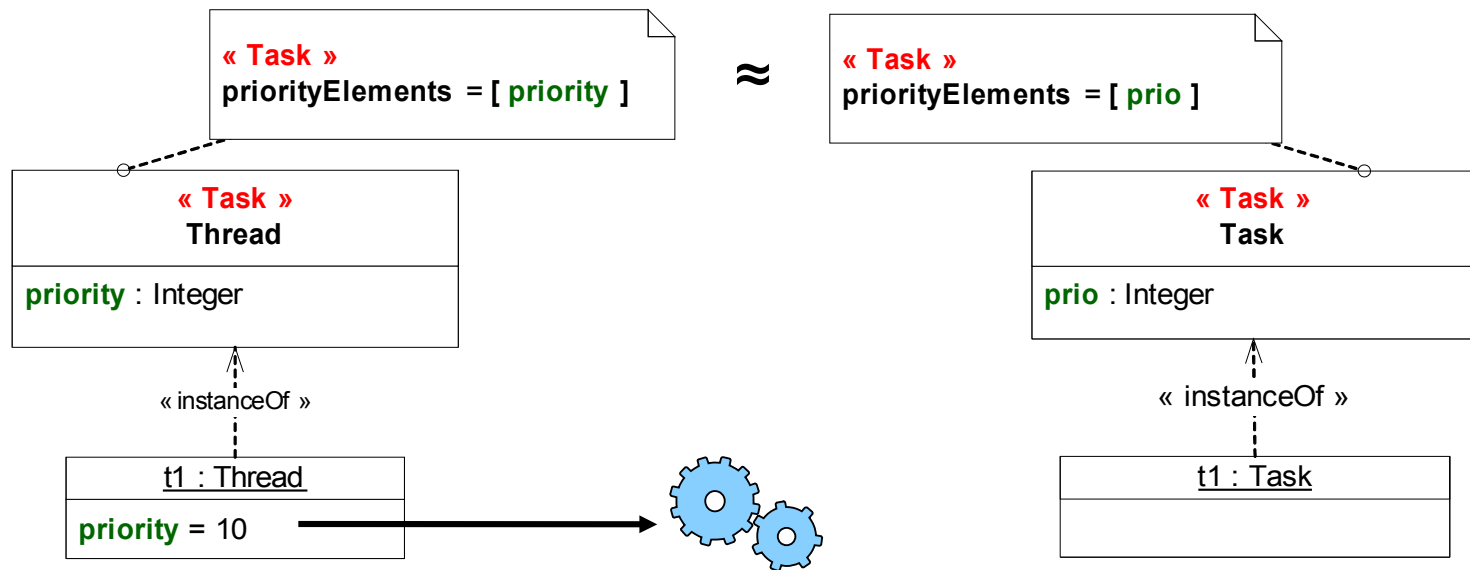 « Task »
priorityElements = [ priority ]
≈
« Task »
priorityElements = [ prio ]
« Task »
Thread
priority : Integer
« Task »
Task
prio : Integer
« instanceOf »
« instanceOf »
t1 : Thread
priority = 10
t1 : Task